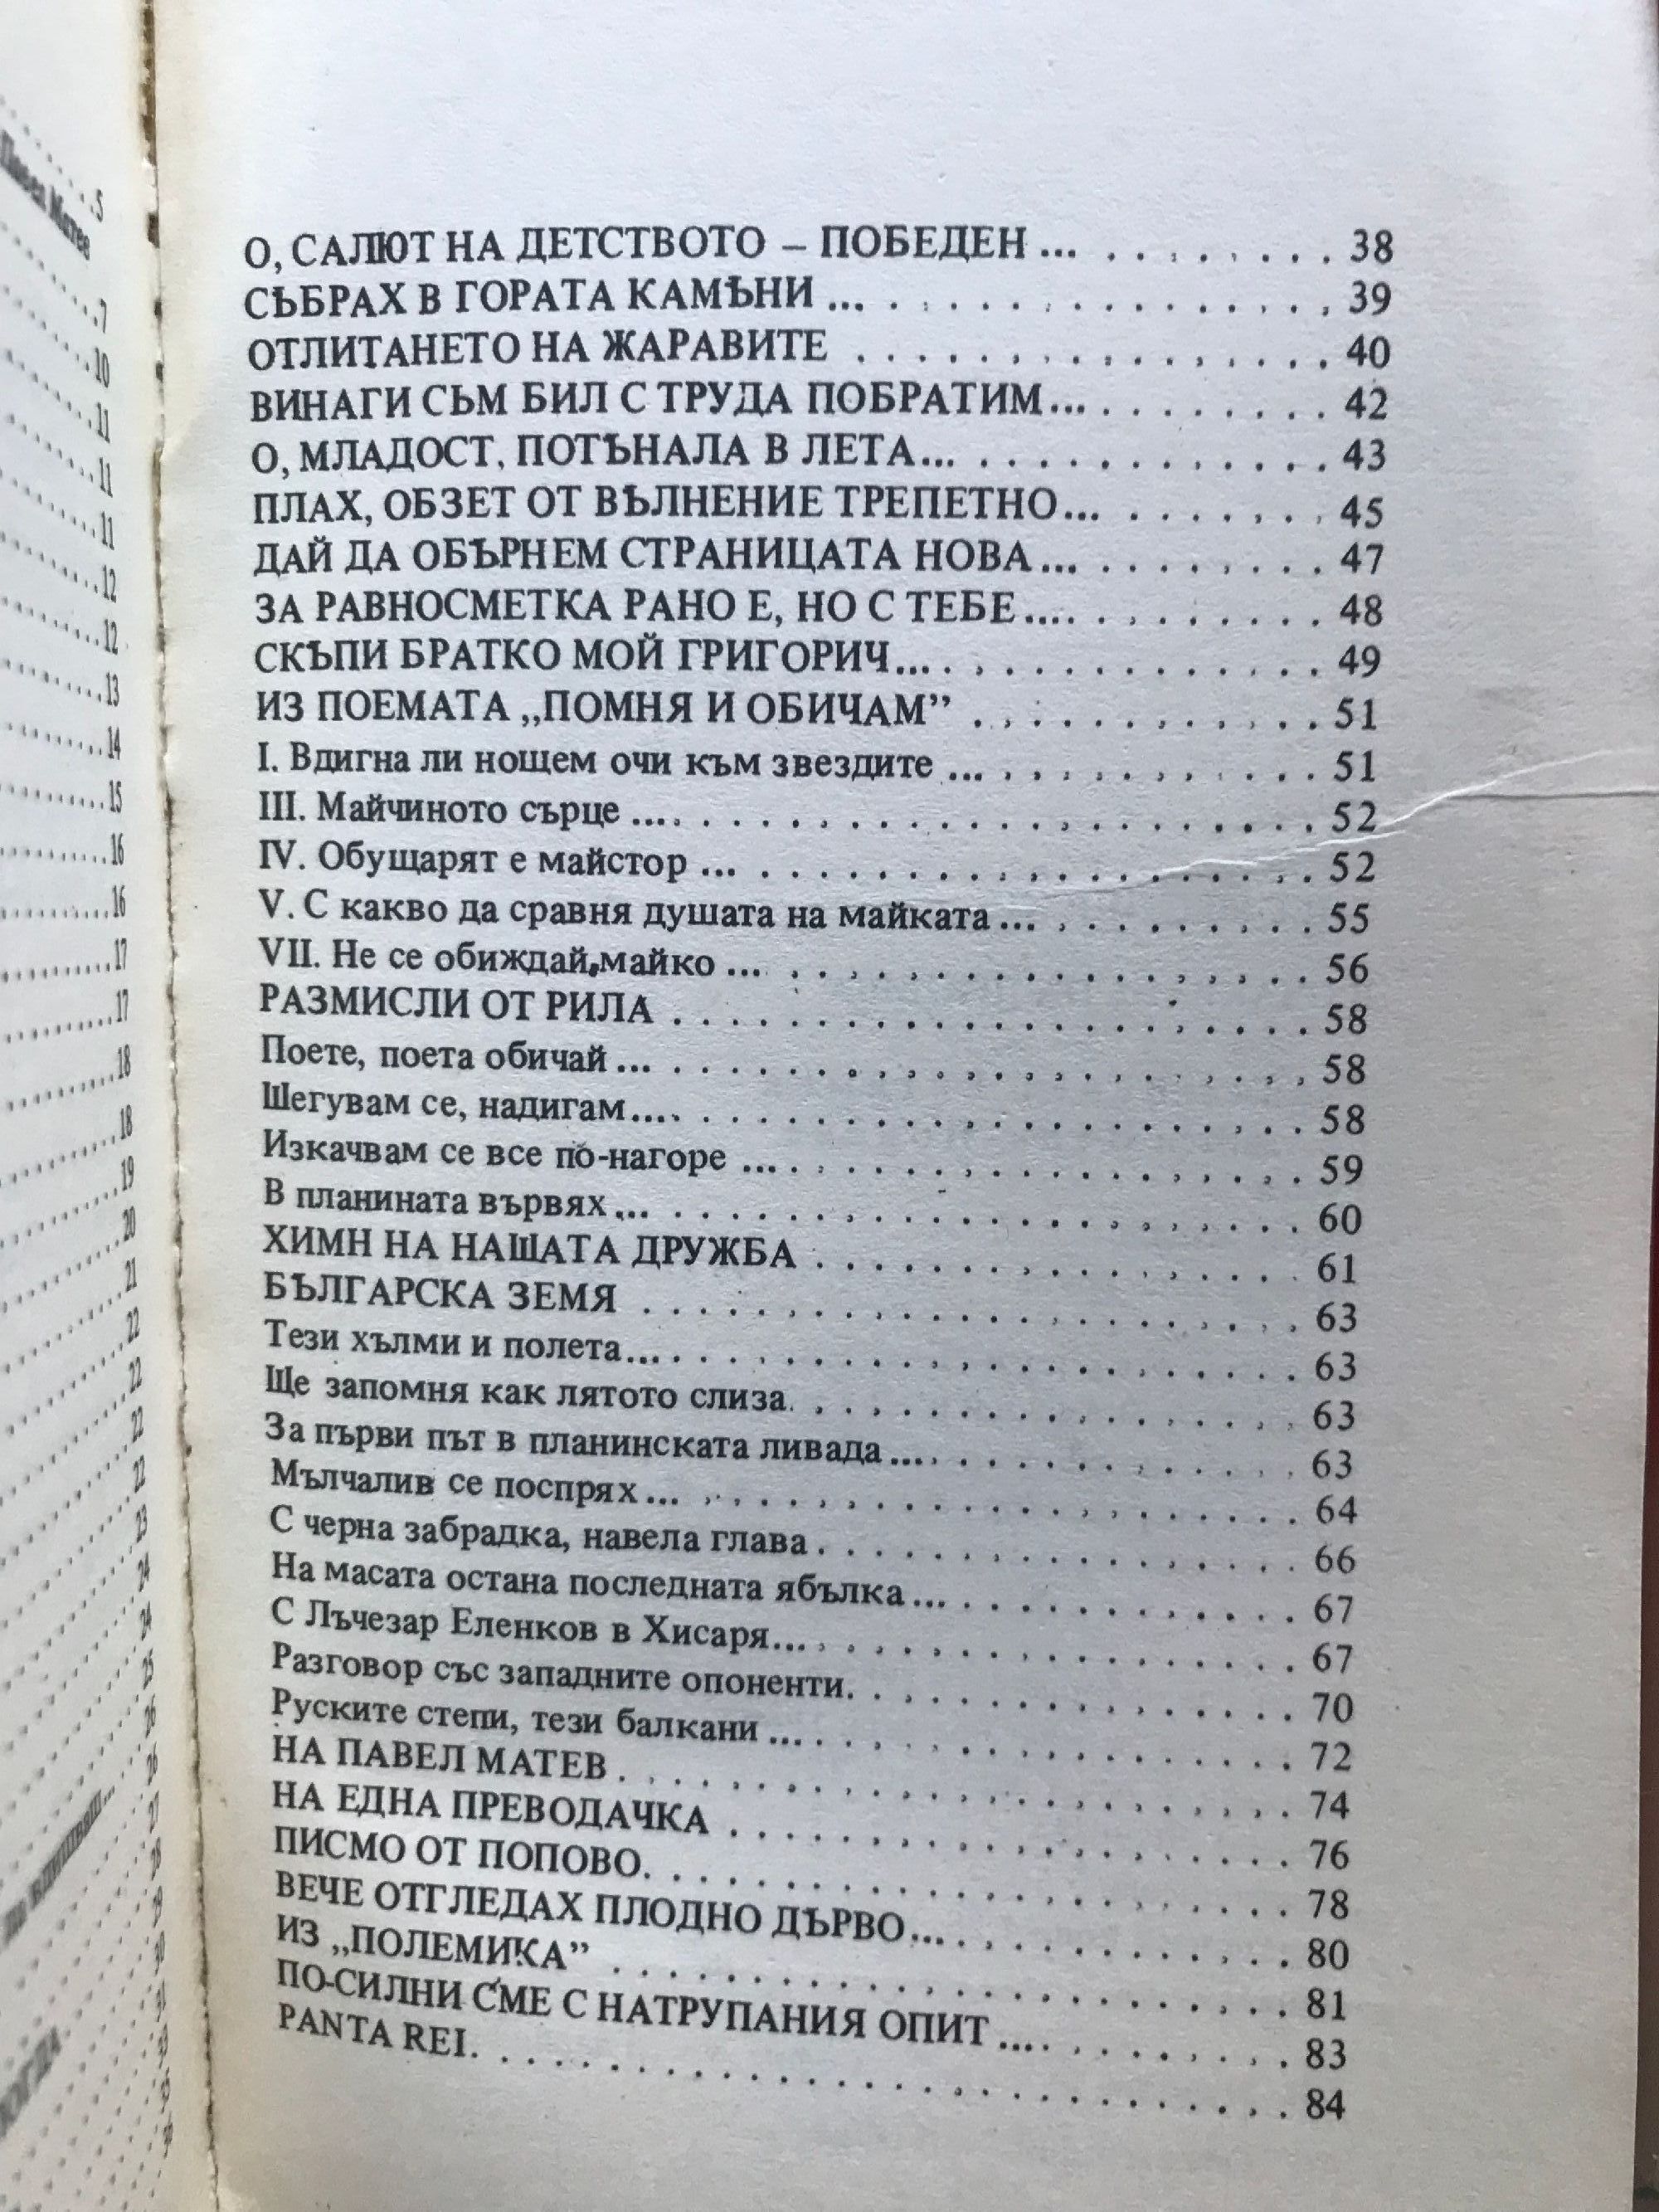 О, САЛЮТ НА ДЕТСТВОТО – ПОБЕДЕН ... . . . . . . . . 38
СЪБРАХ В ГОРАТА КАМЪНИ ... . . . . . . . . 39
ОТЛИТАНЕТО НА ЖАРАВИТЕ . . . . . . . . 40
ВИНАГИ СЪМ БИЛ С ТРУДА ПОБРАТИМ... . . . . . . . . 42
О, МЛАДОСТ, ПОТЪНАЛА В ЛЕТА... . . . . . . . . 43
ПЛАХ, ОБЗЕТ ОТ ВЪЛНЕНИЕ ТРЕПЕТНО... . . . . . . . . 45
ДАЙ ДА ОБЪРНЕМ СТРАНИЦАТА НОВА... . . . . . . . . 47
ЗА РАВНОСМЕТКА РАНО Е, НО С ТЕБЕ... . . . . . . . . 48
СКЪПИ БРАТКО МОЙ ГРИГОРИЧ... . . . . . . . . 49
ИЗ ПОЕМАТА „ПОМНЯ И ОБИЧАМ” . . . . . . . . 51
I. Вдигна ли нощем очи към звездите ... . . . . . . . . 51
III. Майчиното сърце ... . . . . . . . . 52
IV. Обущарят е майстор ... . . . . . . . . 52
V. С какво да сравня душата на майката ... . . . . . . . . 55
VII. Не се обиждай, майко ... . . . . . . . . 56
РАЗМИСЛИ ОТ РИЛА . . . . . . . . 58
Поете, поета обичай ... . . . . . . . . 58
Шегувам се, надигам... . . . . . . . . 58
Изкачвам се все по-нагоре ... . . . . . . . . 59
В планината вървях ... . . . . . . . . 60
ХИМН НА НАШАТА ДРУЖБА . . . . . . . . 61
БЪЛГАРСКА ЗЕМЯ . . . . . . . . 63
Тези хълми и полета... . . . . . . . . 63
Ще запомня как лятото слиза. . . . . . . . 63
За първи път в планинската ливада ... . . . . . . . . 63
Мълчалив се поспрях ... . . . . . . . . 64
С черна забрадка, навела глава . . . . . . . . 66
На масата остана последната ябълка ... . . . . . . . . 67
С Лъчезар Еленков в Хисаря... . . . . . . . . 67
Разговор със западните опоненти. . . . . . . . 70
Руските степи, тези балкани ... . . . . . . . . 72
НА ПАВЕЛ МАТЕВ . . . . . . . . 74
НА ЕДНА ПРЕВОДАЧКА . . . . . . . . 76
ПИСМО ОТ ПОПОВО. . . . . . . . 78
ВЕЧЕ ОТГЛЕДАХ ПЛОДНО ДЪРВО... . . . . . . . . 80
ИЗ „ПОЛЕМИКА” . . . . . . . . 81
ПО-СИЛНИ СМЕ С НАТРУПАНИЯ ОПИТ ... . . . . . . . . 83
PANTA REI. . . . . . . . 84